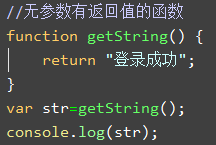 //无参数有返回值的函数
function getString() {
    return "登录成功";
}
var str=getString();
console.log(str);